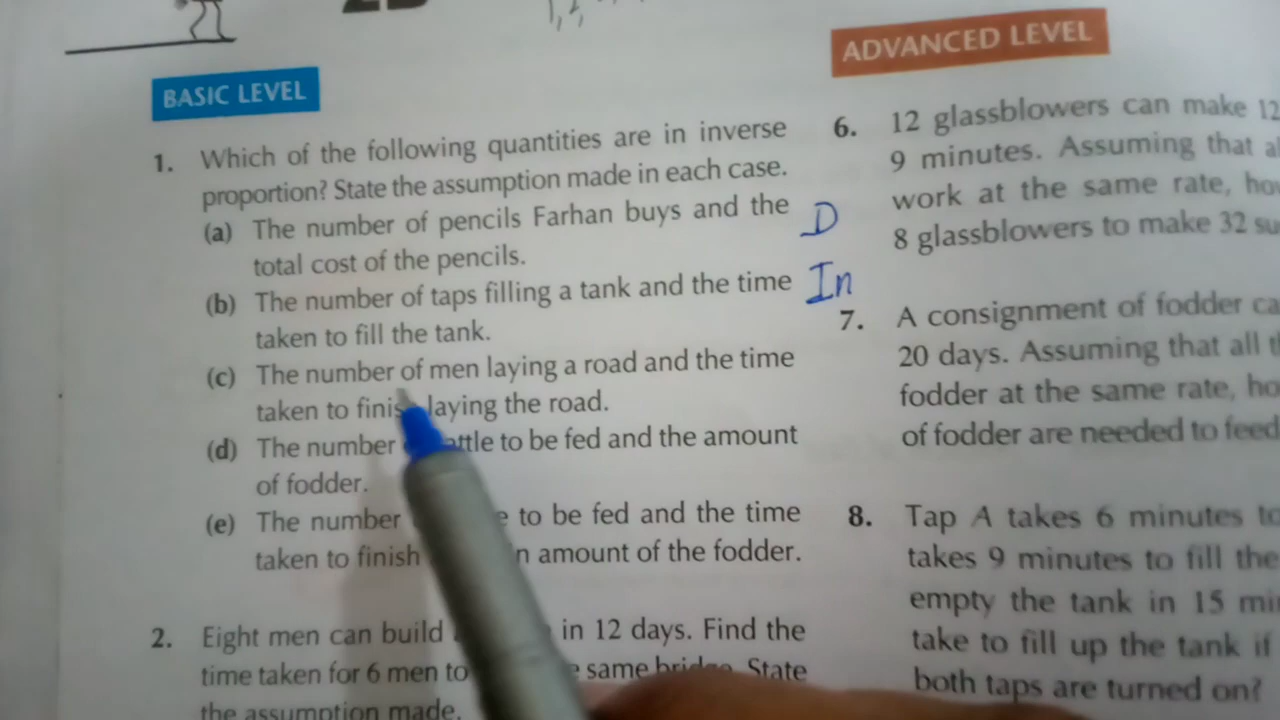 BASIC LEVEL
1. Which of the following quantities are in inverse
proportion? State the assumption made in each case.
(a) The number of pencils Farhan buys and the
total cost of the pencils.
D
(b) The number of taps filling a tank and the time
taken to fill the tank.
In
(c) The number of men laying a road and the time
taken to finish laying the road.
(d) The number cattle to be fed and the amount
of fodder.
(e) The number to be fed and the time
taken to finish amount of the fodder.
2. Eight men can build in 12 days. Find the
time taken for 6 men to same bridge. State
the assumption made.
ADVANCED LEVEL
6. 12 glassblowers can make 12
9 minutes. Assuming that
work at the same rate,
8 glassblowers to make 32
7. A consignment of fodder
20 days. Assuming that all
fodder at the same rate,
of fodder are needed to feed
8. Tap A takes 6 minutes to
takes 9 minutes to fill the
empty the tank in 15
take to fill up the tank if
both taps are turned on?